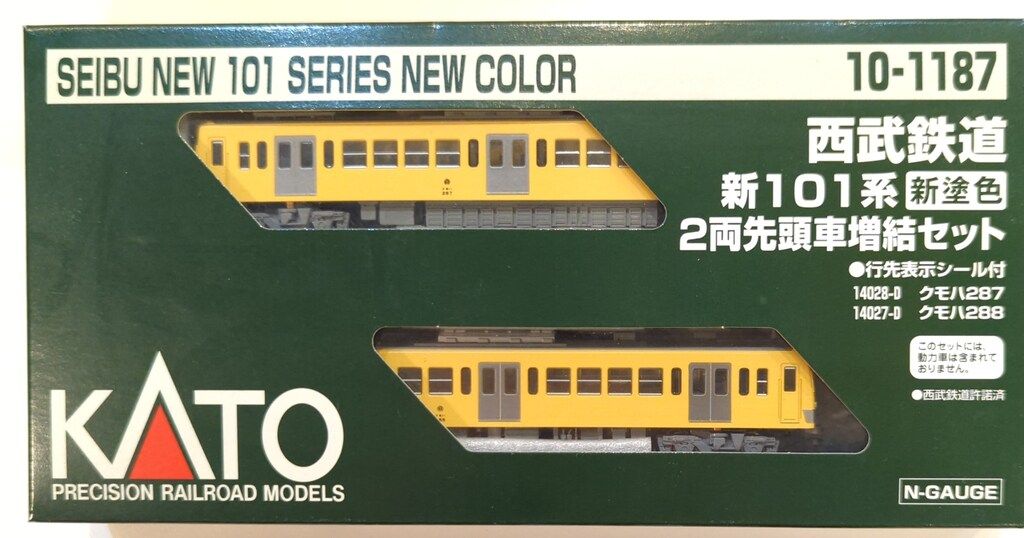 SEIBU NEW 101 SERIES NEW COLOR
10-1187
西武鉄道
新101系 新塗色
2両先頭車増結セット
●行先表示シール付
14028-D クモハ287
14027-D クモハ288
このセットには、
動力車は含まれて
おりません。
●西武鉄道許諾済
KATO
PRECISION RAILROAD MODELS
N-GAUGE
287